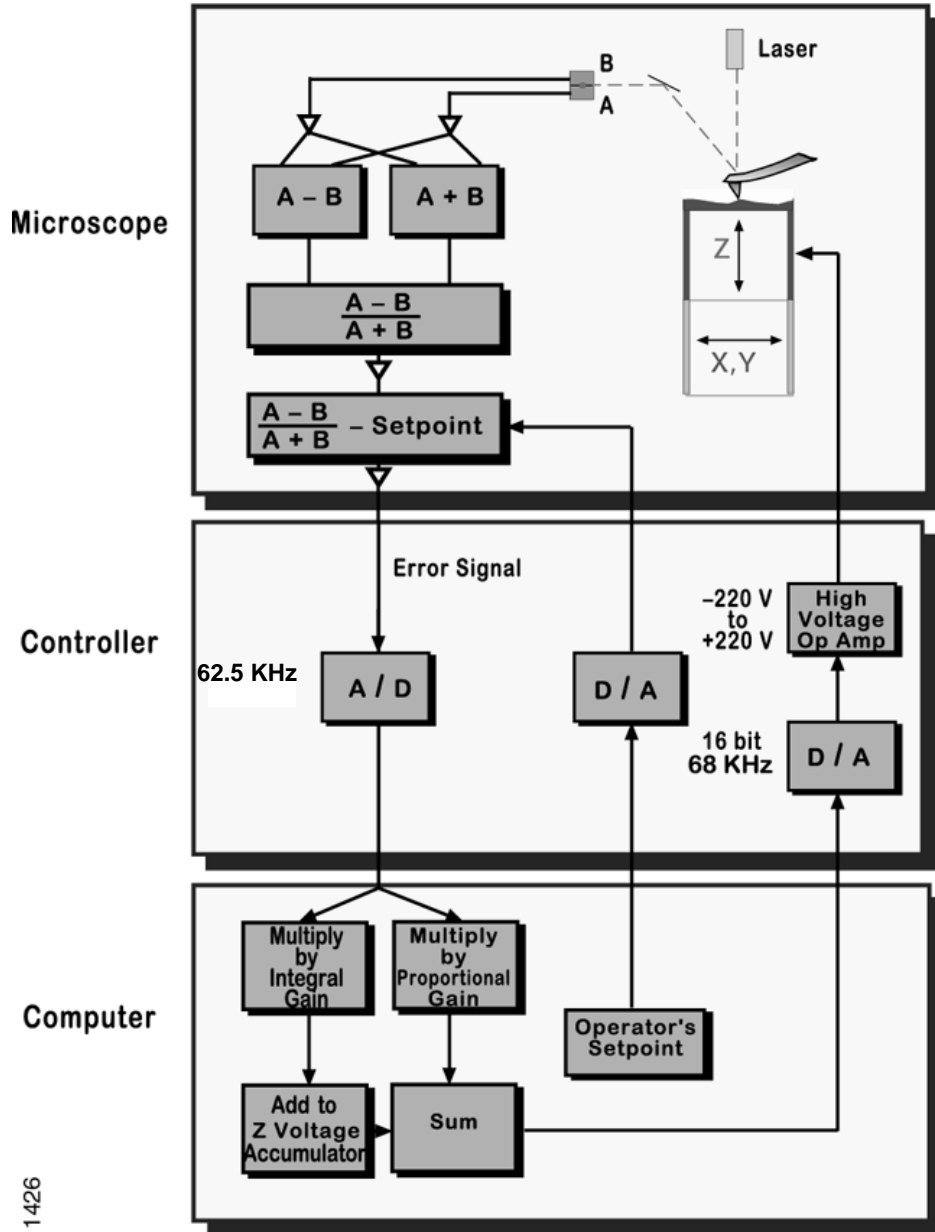 B
Laser
A
A – B
A + B
Microscope
Z
A – B
A + B
X,Y
A – B
A + B
– Setpoint
Error Signal
–220 V
to
+220 V
High
Voltage
Op Amp
Controller
62.5 KHz
A / D
D / A
16 bit
68 KHz
D / A
Multiply
by
Integral
Gain
Multiply
by
Proportional
Gain
Computer
Operator's
Setpoint
Add to
Z Voltage
Accumulator
Sum
1426